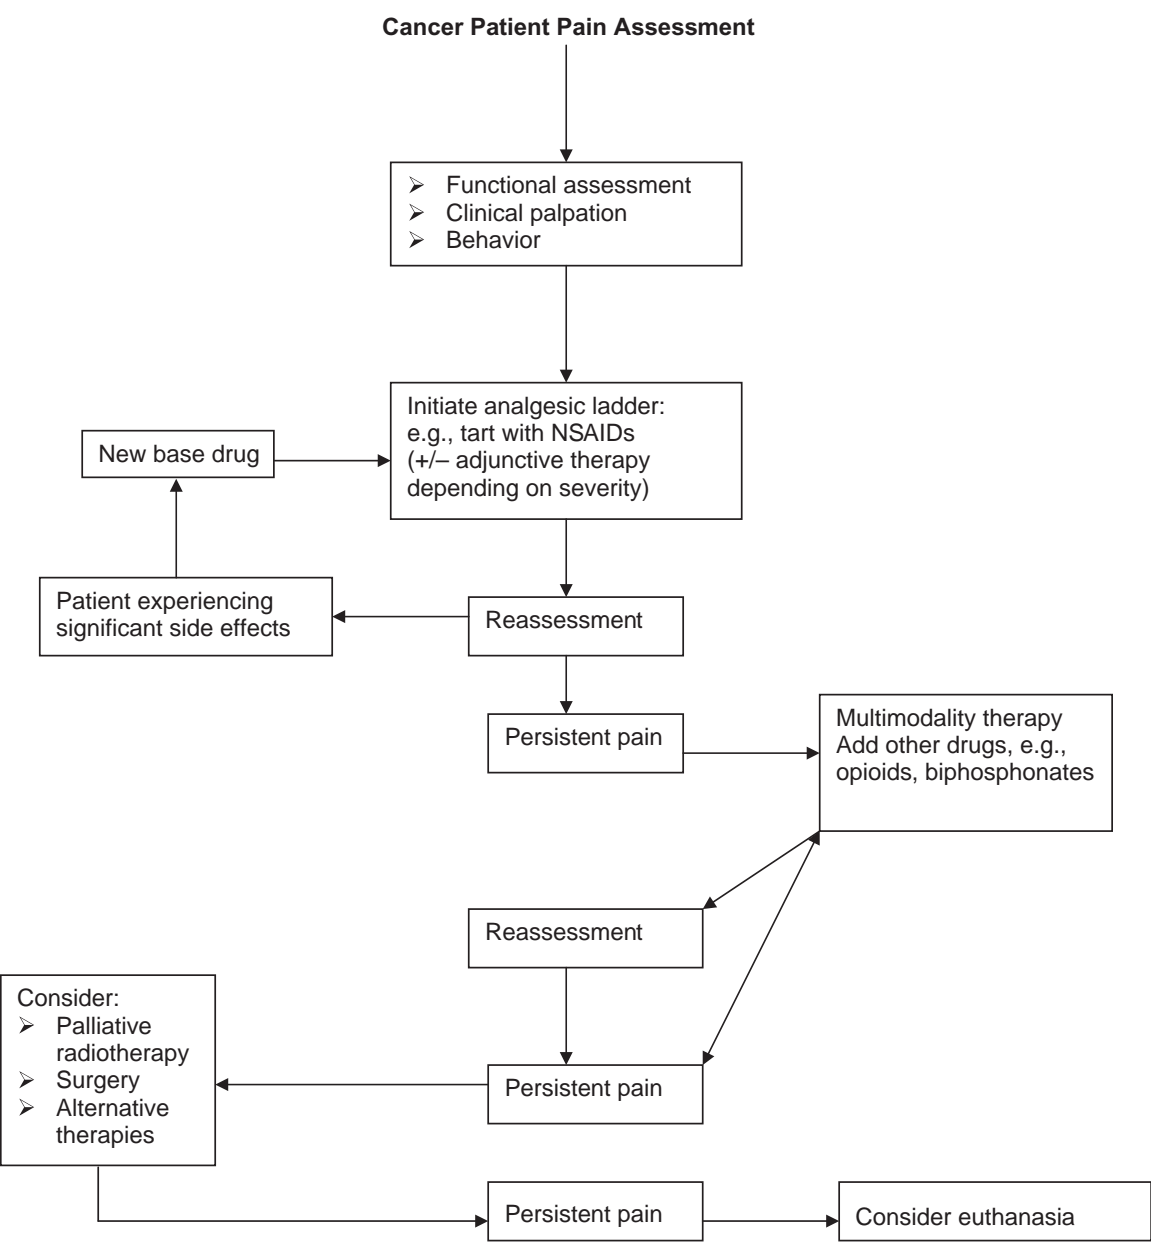 Cancer Patient Pain Assessment
➢ Functional assessment
➢ Clinical palpation
➢ Behavior
Initiate analgesic ladder:
e.g., tart with NSAIDs
(+/– adjunctive therapy
depending on severity)
New base drug
Patient experiencing
significant side effects
Reassessment
Persistent pain
Multimodality therapy
Add other drugs, e.g.,
opioids, biphosphonates
Reassessment
Persistent pain
Consider:
➢ Palliative
radiotherapy
➢ Surgery
➢ Alternative
therapies
Persistent pain
Consider euthanasia